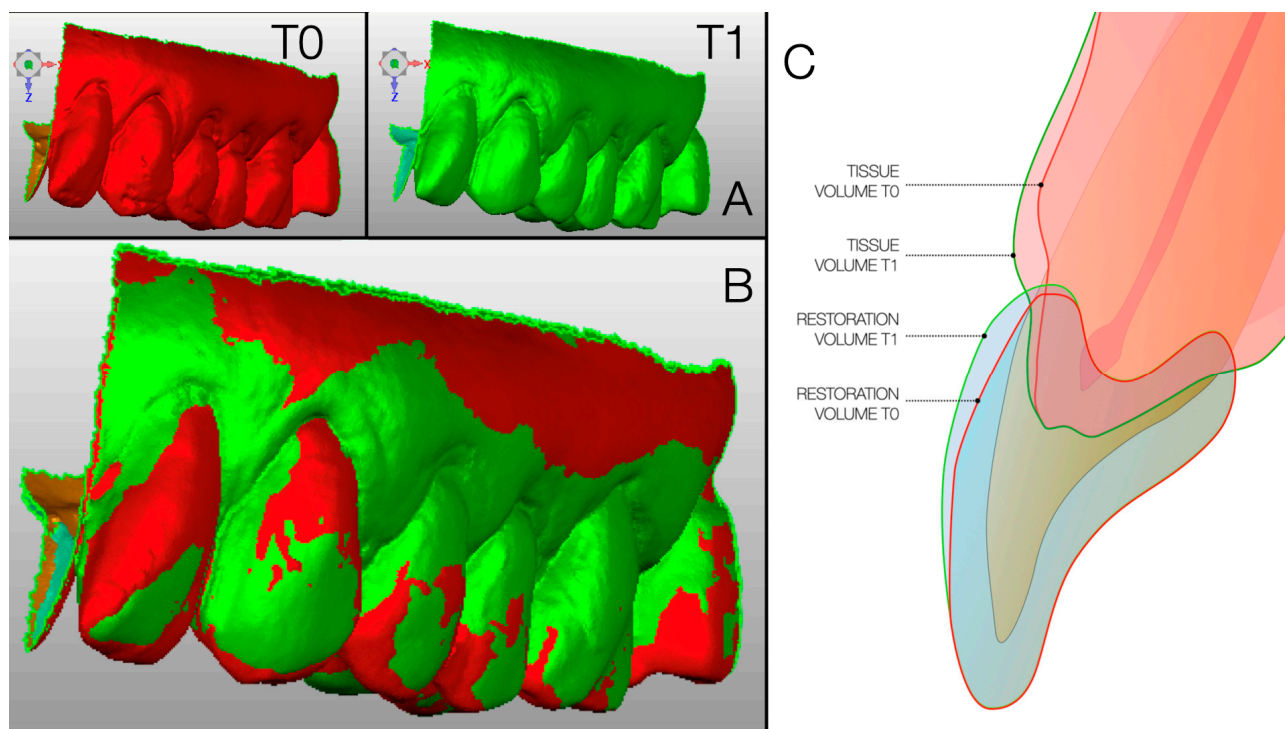 T0
X
Z
T1
X
Z
A
B
C
TISSUE
VOLUME T0
TISSUE
VOLUME T1
RESTORATION
VOLUME T1
RESTORATION
VOLUME T0